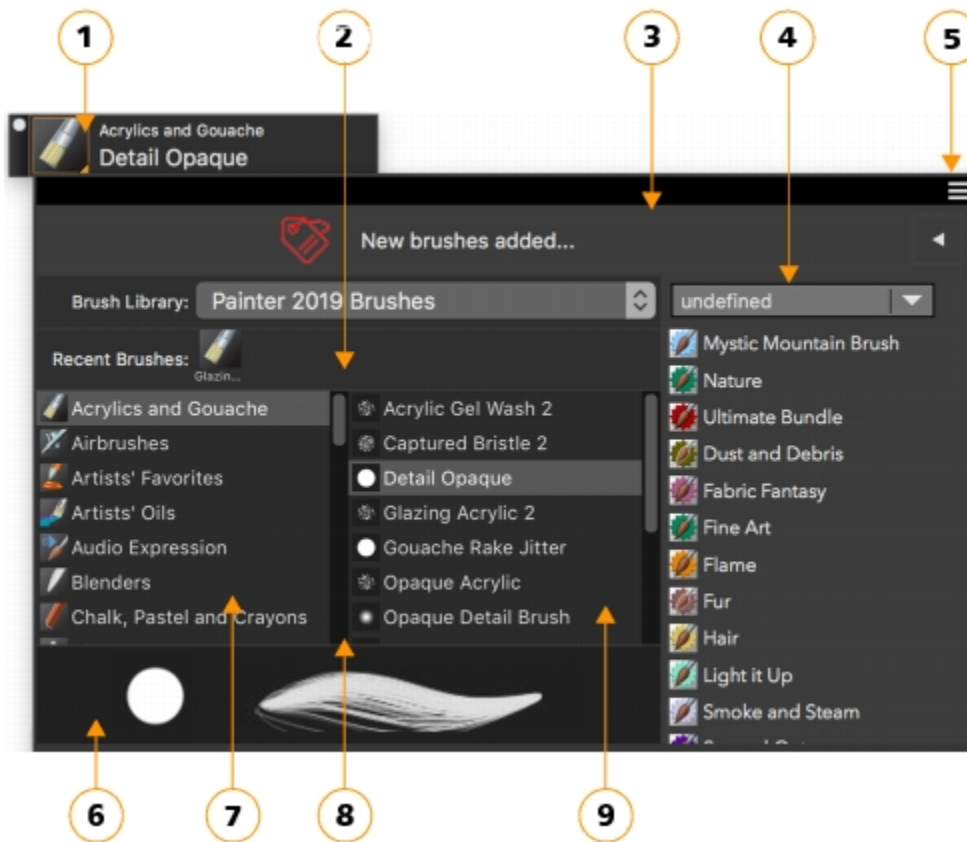 1
2
3
4
5
Acrylics and Gouache
Detail Opaque
New brushes added...
Brush Library:
Painter 2019 Brushes
undefined
Recent Brushes:
Glazin...
Acrylics and Gouache
Airbrushes
Artists' Favorites
Artists' Oils
Audio Expression
Blenders
Chalk, Pastel and Crayons
Acrylic Gel Wash 2
Captured Bristle 2
Detail Opaque
Glazing Acrylic 2
Gouache Rake Jitter
Opaque Acrylic
Opaque Detail Brush
Mystic Mountain Brush
Nature
Ultimate Bundle
Dust and Debris
Fabric Fantasy
Fine Art
Flame
Fur
Hair
Light it Up
Smoke and Steam
6
7
8
9